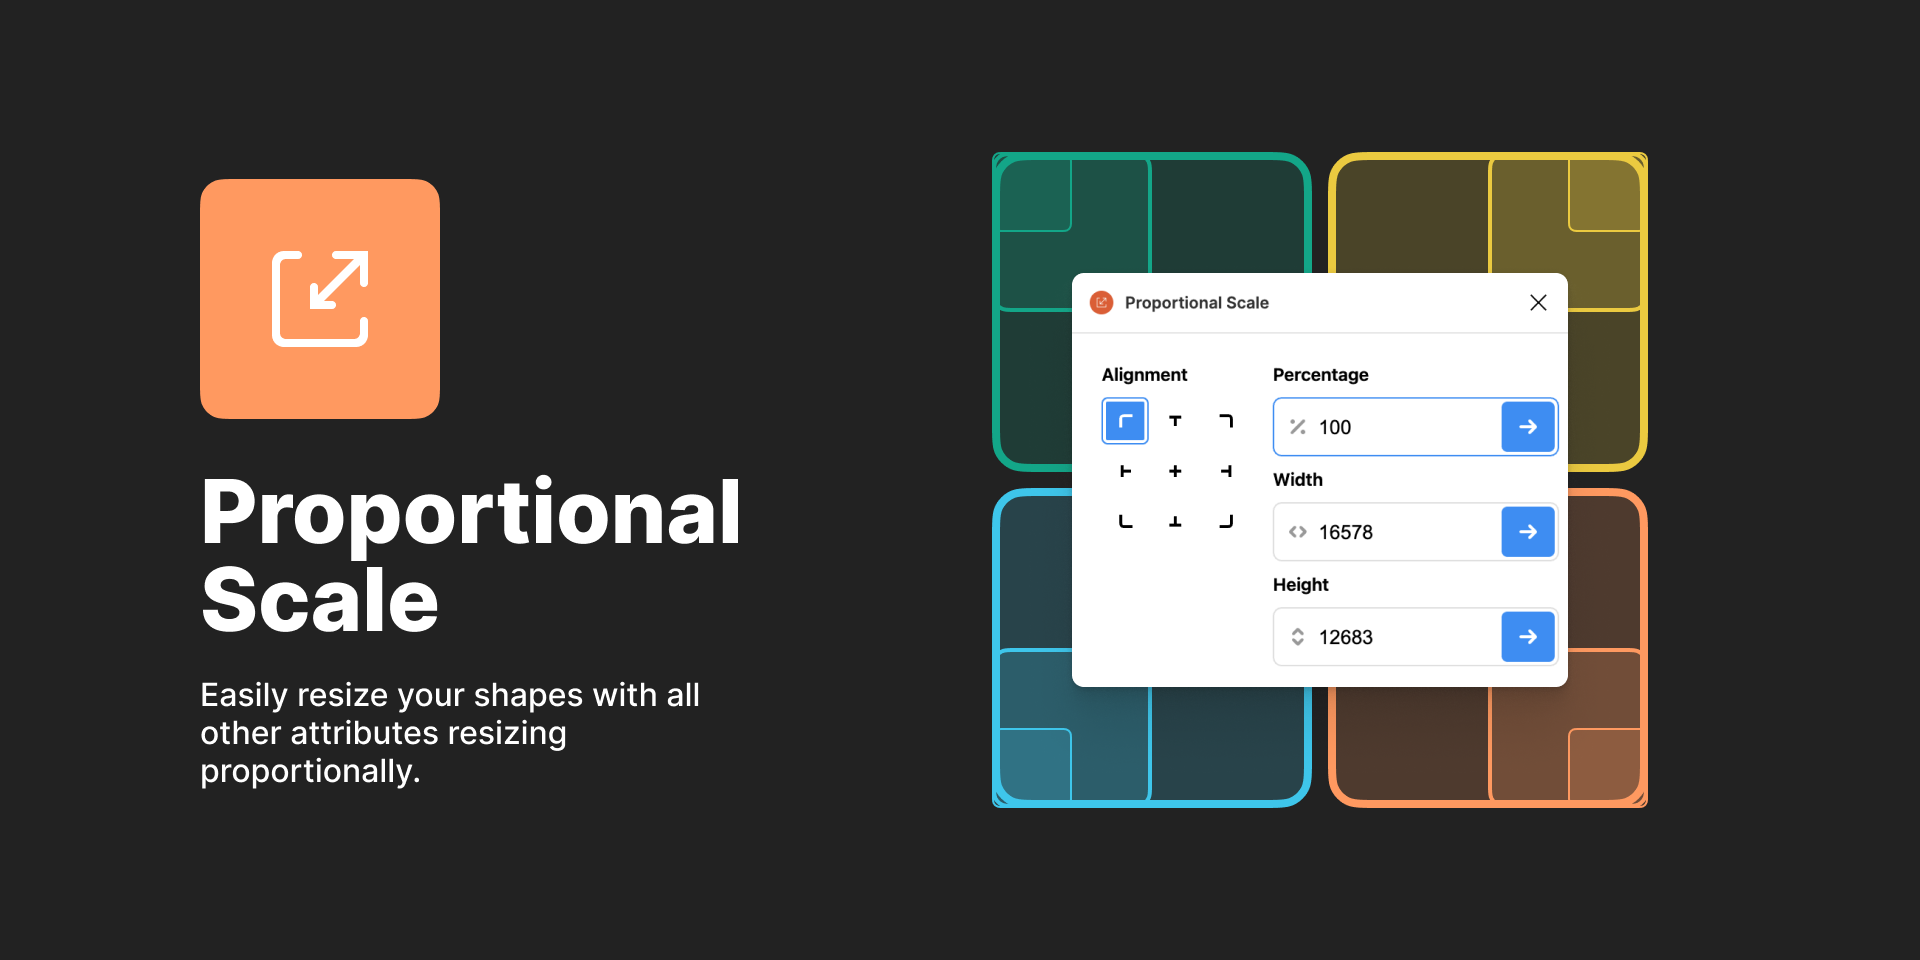 Proportional
Scale
Easily resize your shapes with all
other attributes resizing
proportionally.
Proportional Scale
Alignment
Percentage
100
Width
16578
Height
12683